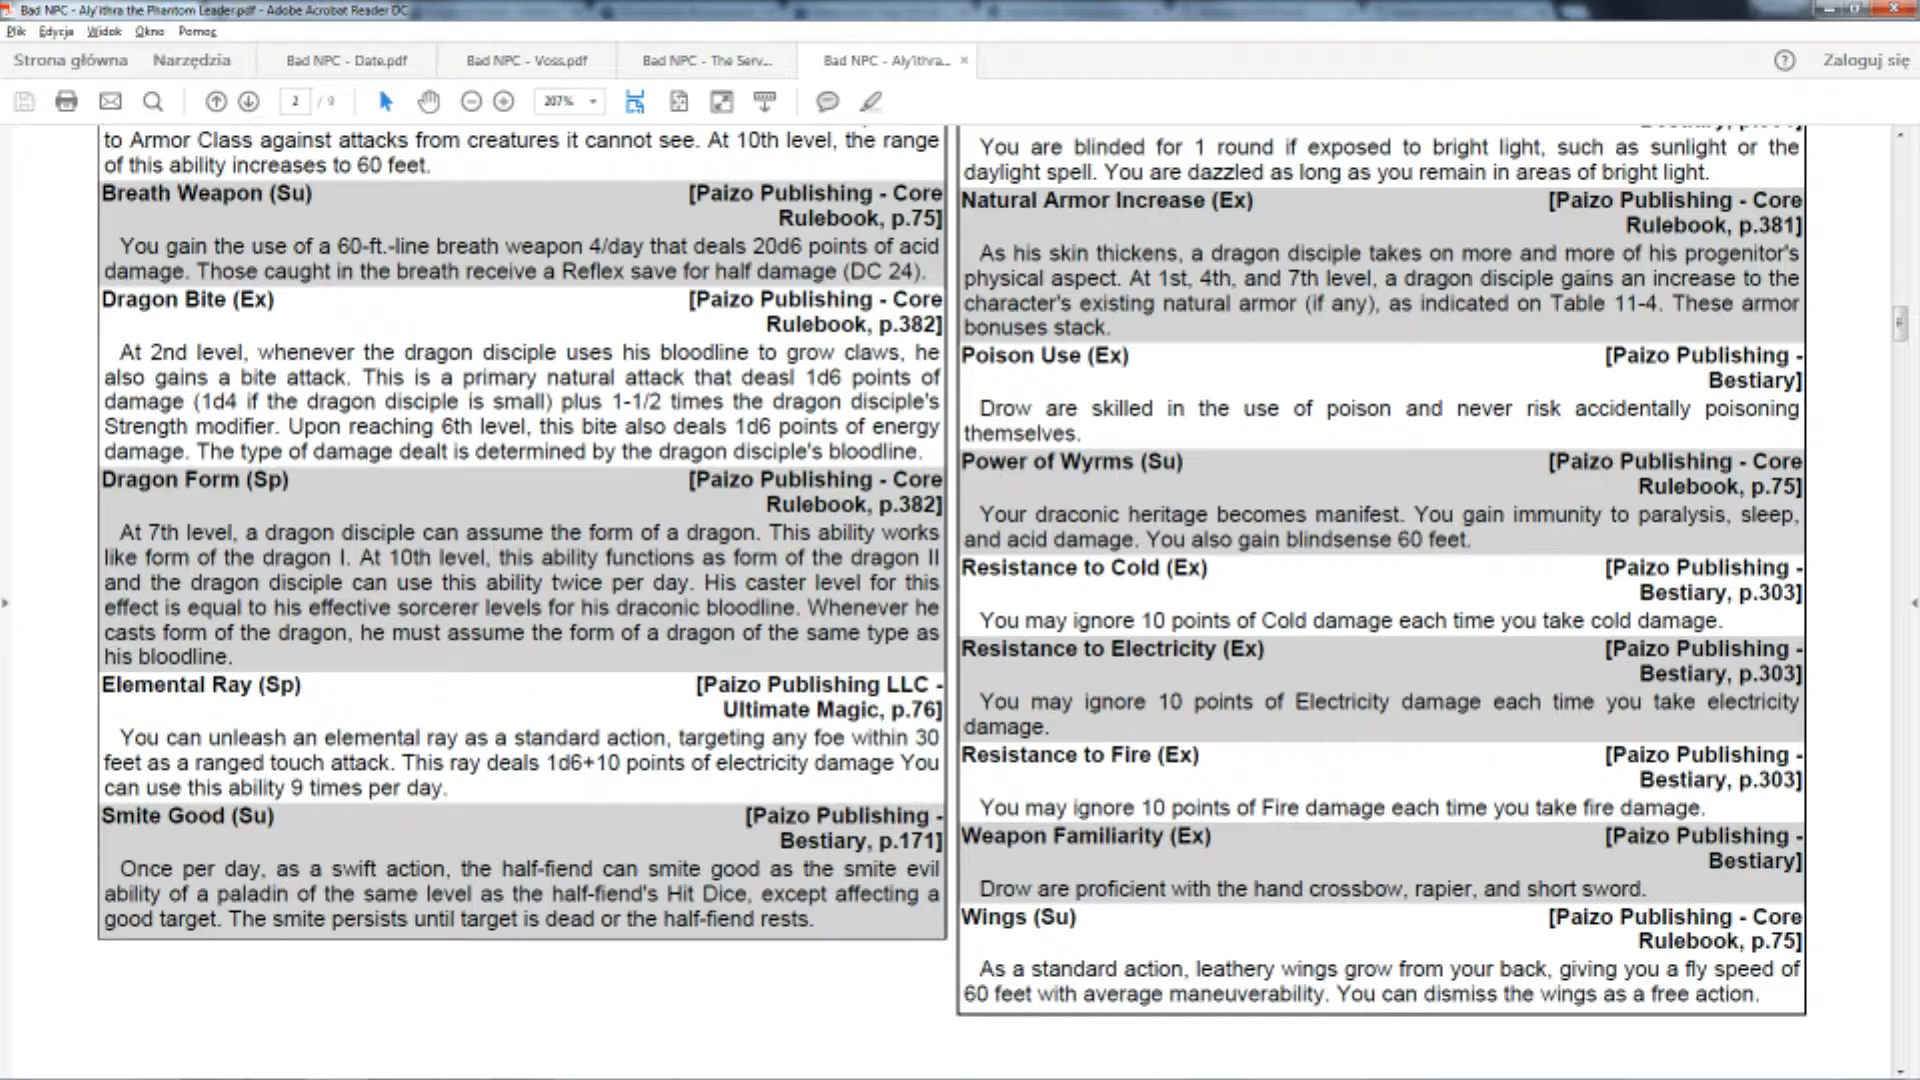 Bad NPC - Aly'ithra the Phantom Leader.pdf - Adobe Acrobat Reader DC
Plik Edycja Widok Okno Pomoc
Strona główna Narzędzia Bad NPC - Date.pdf Bad NPC - Voss.pdf Bad NPC - The Serv... Bad NPC - Aly'ithra... ×
Zaloguj się
2 / 9 207%
to Armor Class against attacks from creatures it cannot see. At 10th level, the range
of this ability increases to 60 feet.
Breath Weapon (Su) [Paizo Publishing - Core
Rulebook, p.75]
You gain the use of a 60-ft.-line breath weapon 4/day that deals 20d6 points of acid
damage. Those caught in the breath receive a Reflex save for half damage (DC 24).
Dragon Bite (Ex) [Paizo Publishing - Core
Rulebook, p.382]
At 2nd level, whenever the dragon disciple uses his bloodline to grow claws, he
also gains a bite attack. This is a primary natural attack that deasl 1d6 points of
damage (1d4 if the dragon disciple is small) plus 1-1/2 times the dragon disciple's
Strength modifier. Upon reaching 6th level, this bite also deals 1d6 points of energy
damage. The type of damage dealt is determined by the dragon disciple's bloodline.
Dragon Form (Sp) [Paizo Publishing - Core
Rulebook, p.382]
At 7th level, a dragon disciple can assume the form of a dragon. This ability works
like form of the dragon I. At 10th level, this ability functions as form of the dragon II
and the dragon disciple can use this ability twice per day. His caster level for this
effect is equal to his effective sorcerer levels for his draconic bloodline. Whenever he
casts form of the dragon, he must assume the form of a dragon of the same type as
his bloodline.
Elemental Ray (Sp) [Paizo Publishing LLC -
Ultimate Magic, p.76]
You can unleash an elemental ray as a standard action, targeting any foe within 30
feet as a ranged touch attack. This ray deals 1d6+10 points of electricity damage You
can use this ability 9 times per day.
Smite Good (Su) [Paizo Publishing -
Bestiary, p.171]
Once per day, as a swift action, the half-fiend can smite good as the smite evil
ability of a paladin of the same level as the half-fiend's Hit Dice, except affecting a
good target. The smite persists until target is dead or the half-fiend rests.
You are blinded for 1 round if exposed to bright light, such as sunlight or the
daylight spell. You are dazzled as long as you remain in areas of bright light.
Natural Armor Increase (Ex) [Paizo Publishing - Core
Rulebook, p.381]
As his skin thickens, a dragon disciple takes on more and more of his progenitor's
physical aspect. At 1st, 4th, and 7th level, a dragon disciple gains an increase to the
character's existing natural armor (if any), as indicated on Table 11-4. These armor
bonuses stack.
Poison Use (Ex) [Paizo Publishing -
Bestiary]
Drow are skilled in the use of poison and never risk accidentally poisoning
themselves.
Power of Wyrms (Su) [Paizo Publishing - Core
Rulebook, p.75]
Your draconic heritage becomes manifest. You gain immunity to paralysis, sleep,
and acid damage. You also gain blindsense 60 feet.
Resistance to Cold (Ex) [Paizo Publishing -
Bestiary, p.303]
You may ignore 10 points of Cold damage each time you take cold damage.
Resistance to Electricity (Ex) [Paizo Publishing -
Bestiary, p.303]
You may ignore 10 points of Electricity damage each time you take electricity
damage.
Resistance to Fire (Ex) [Paizo Publishing -
Bestiary, p.303]
You may ignore 10 points of Fire damage each time you take fire damage.
Weapon Familiarity (Ex) [Paizo Publishing -
Bestiary]
Drow are proficient with the hand crossbow, rapier, and short sword.
Wings (Su) [Paizo Publishing - Core
Rulebook, p.75]
As a standard action, leathery wings grow from your back, giving you a fly speed of
60 feet with average maneuverability. You can dismiss the wings as a free action.